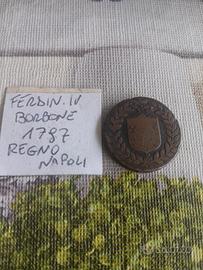 FERDIN. IV
BORBONE
1787
REGNO
NAPOLI